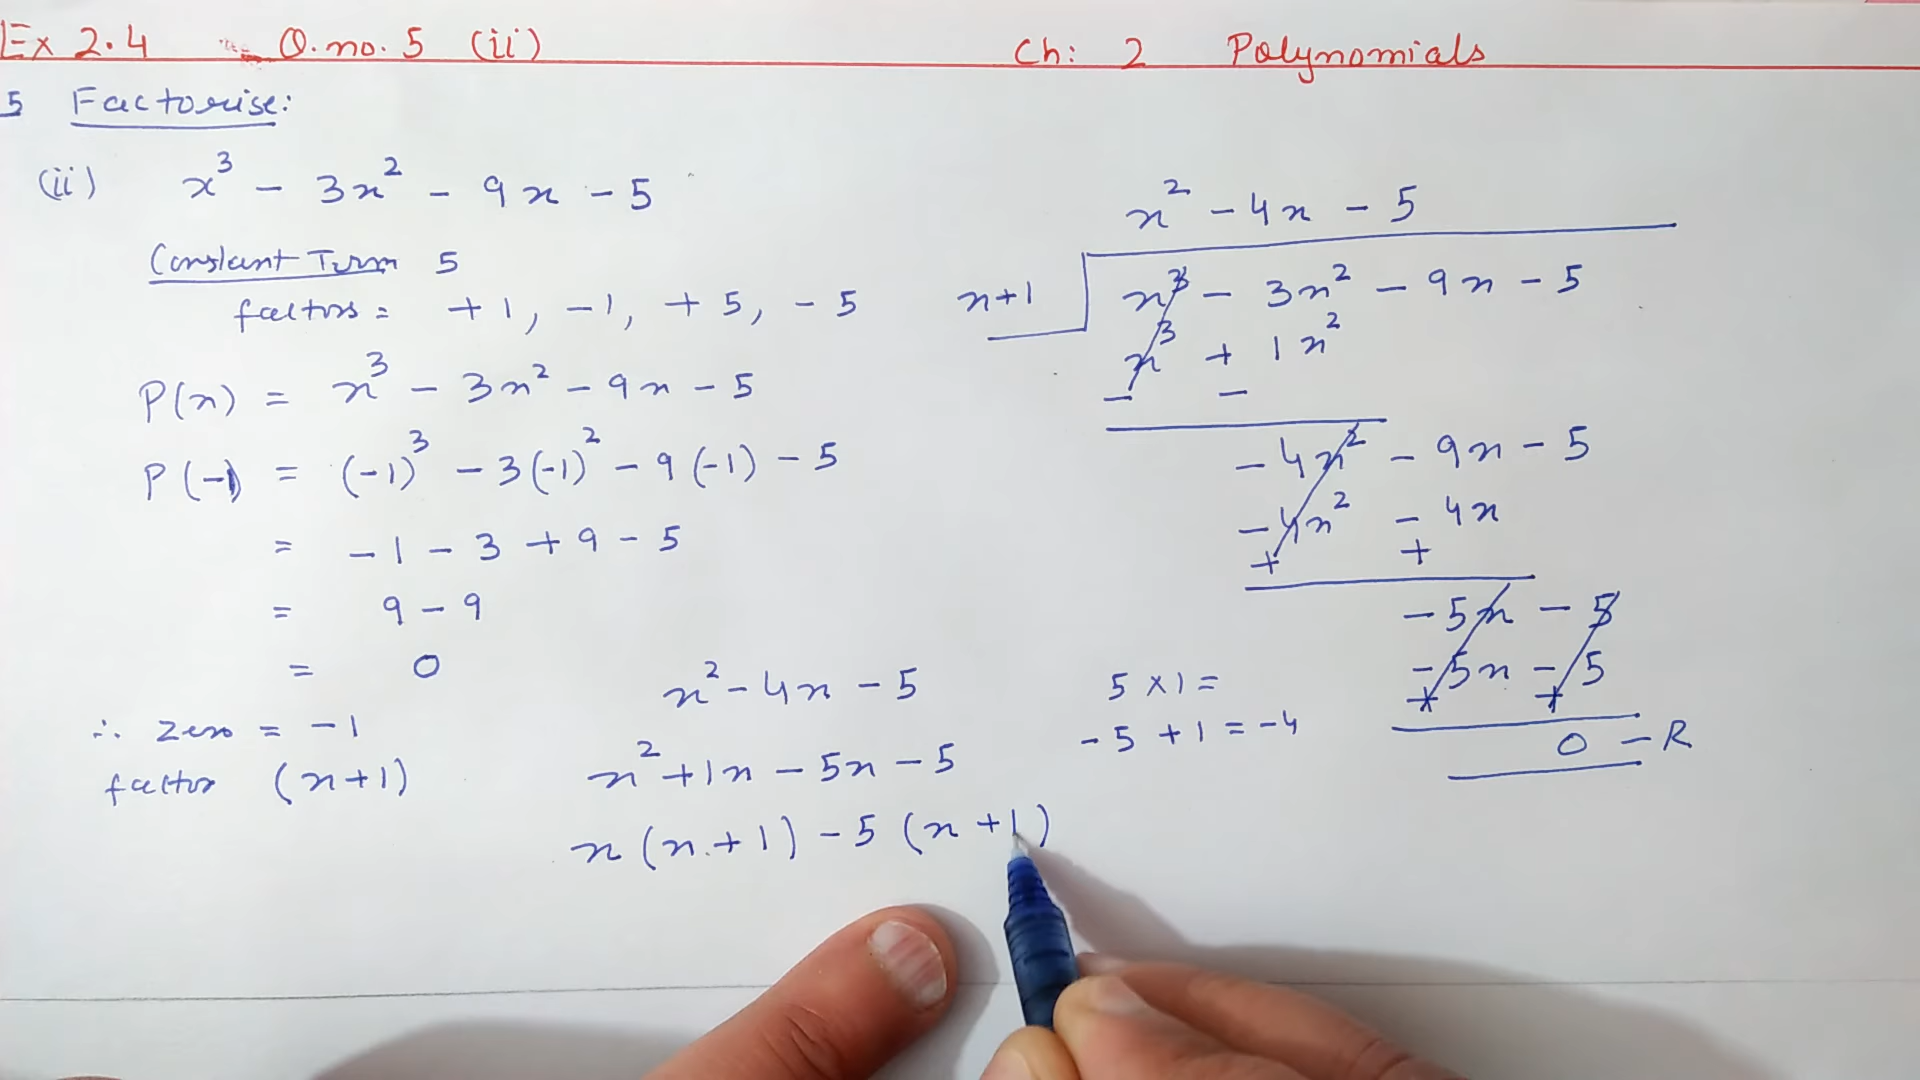 Ex 2.4 Q.no. 5 (ii) Ch: 2 Polynomials
5 Factorise:
(ii) x³ - 3x² - 9x - 5
Constant Term 5
factors = +1, -1, +5, -5
P(x) = x³ - 3x² - 9x - 5
P(-1) = (-1)³ - 3(-1)² - 9(-1) - 5
= -1 - 3 + 9 - 5
= 9 - 9
= 0
∴ Zero = -1
factor (x+1)
x² - 4x - 5
x² + 1x - 5x - 5
x(x + 1) - 5(x + 1)
5 × 1 =
-5 + 1 = -4
x² - 4x - 5
x+1 x³ - 3x² - 9x - 5
x³ + 1x²
- -
-4x² - 9x - 5
-4x² - 4x
+ +
-5x - 5
-5x - 5
+ +
0 - R